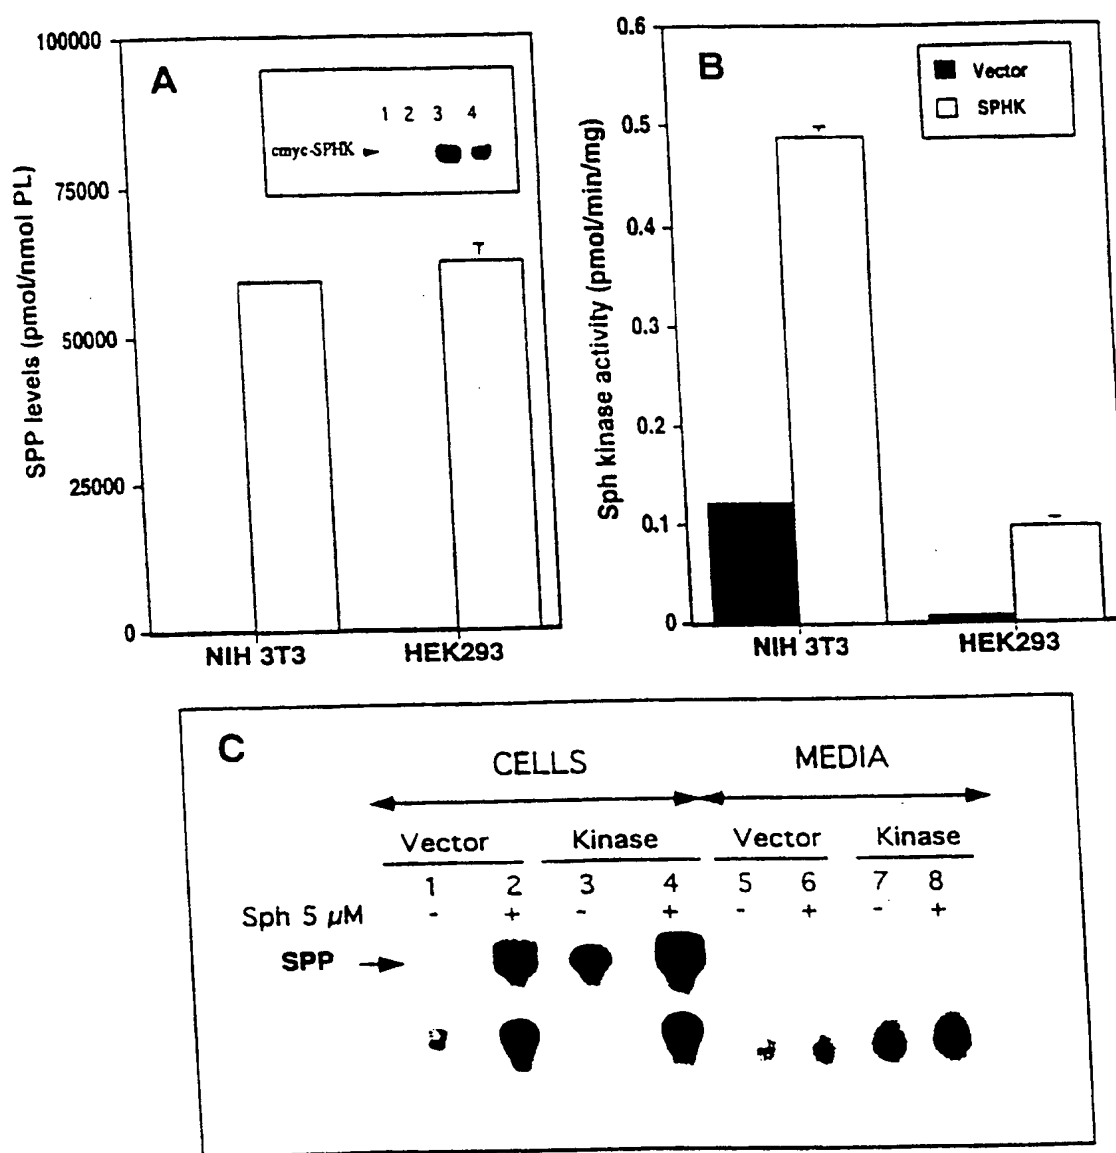 A
SPP levels (pmol/nmol PL)
100000
75000
50000
25000
0
1 2 3 4
cmyc-SPHK
NIH 3T3 HEK293
B
Sph kinase activity (pmol/min/mg)
0.6
0.5
0.4
0.3
0.2
0.1
0
Vector
SPHK
NIH 3T3 HEK293
C
CELLS MEDIA
Vector Kinase Vector Kinase
1 2 3 4 5 6 7 8
Sph 5 µM - + - + - + - +
SPP